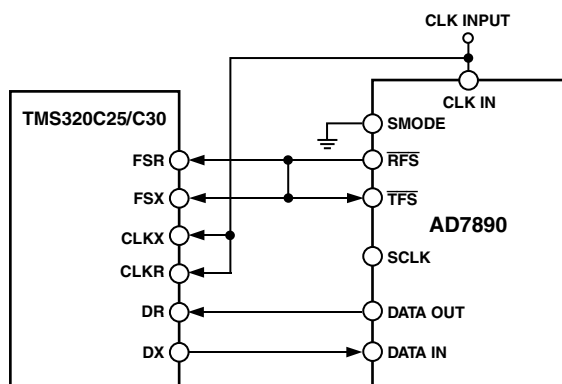 CLK INPUT
CLK IN
TMS320C25/C30
SMODE
FSR
RFS
FSX
TFS
AD7890
CLKX
SCLK
CLKR
DR
DATA OUT
DX
DATA IN